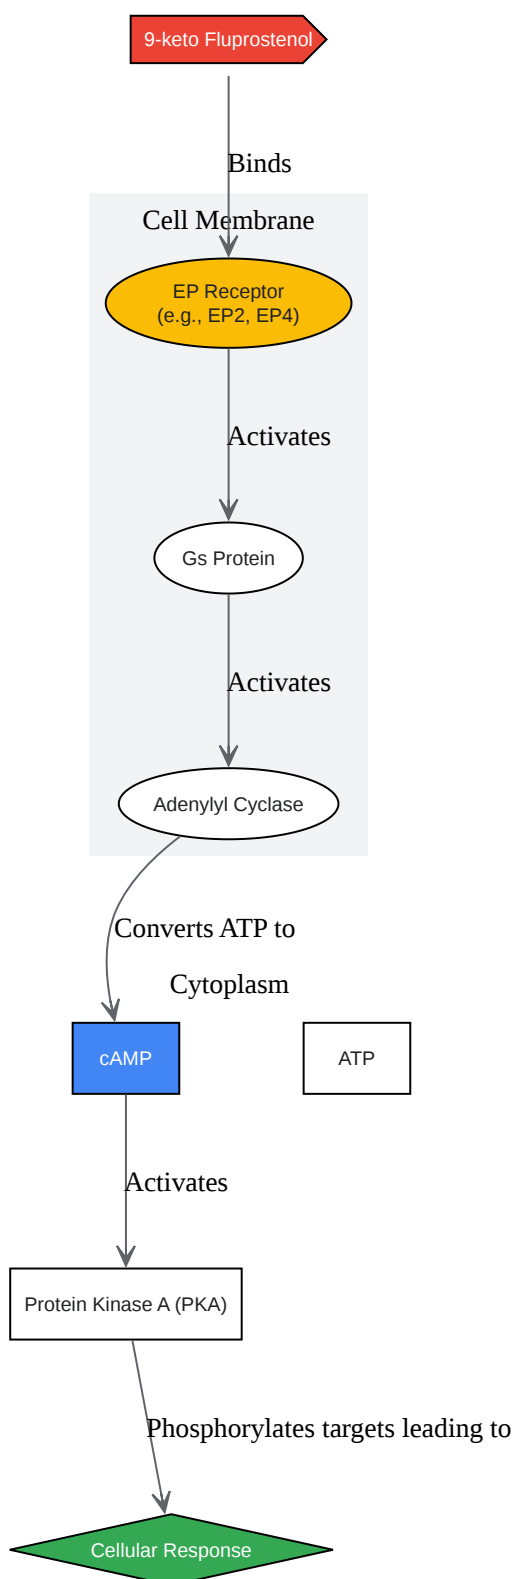 9-keto Fluprostenol
Binds
Cell Membrane
EP Receptor
(e.g., EP2, EP4)
Activates
Gs Protein
Activates
Adenylyl Cyclase
Converts ATP to
Cytoplasm
cAMP
ATP
Activates
Protein Kinase A (PKA)
Phosphorylates targets leading to
Cellular Response